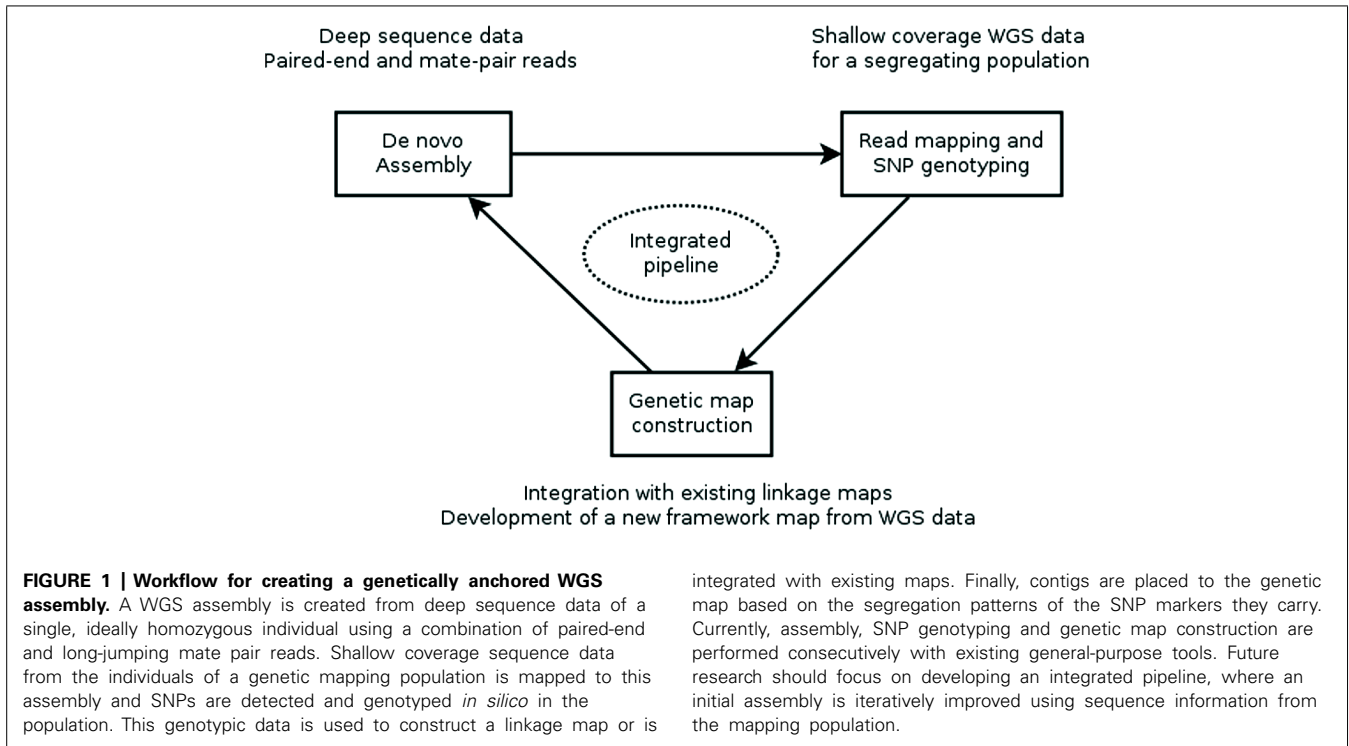 Deep sequence data
Paired-end and mate-pair reads
Shallow coverage WGS data
for a segregating population
De novo
Assembly
Read mapping and
SNP genotyping
Integrated
pipeline
Genetic map
construction
Integration with existing linkage maps
Development of a new framework map from WGS data
FIGURE 1 | Workflow for creating a genetically anchored WGS
assembly. A WGS assembly is created from deep sequence data of a
single, ideally homozygous individual using a combination of paired-end
and long-jumping mate pair reads. Shallow coverage sequence data
from the individuals of a genetic mapping population is mapped to this
assembly and SNPs are detected and genotyped in silico in the
population. This genotypic data is used to construct a linkage map or is
integrated with existing maps. Finally, contigs are placed to the genetic
map based on the segregation patterns of the SNP markers they carry.
Currently, assembly, SNP genotyping and genetic map construction are
performed consecutively with existing general-purpose tools. Future
research should focus on developing an integrated pipeline, where an
initial assembly is iteratively improved using sequence information from
the mapping population.